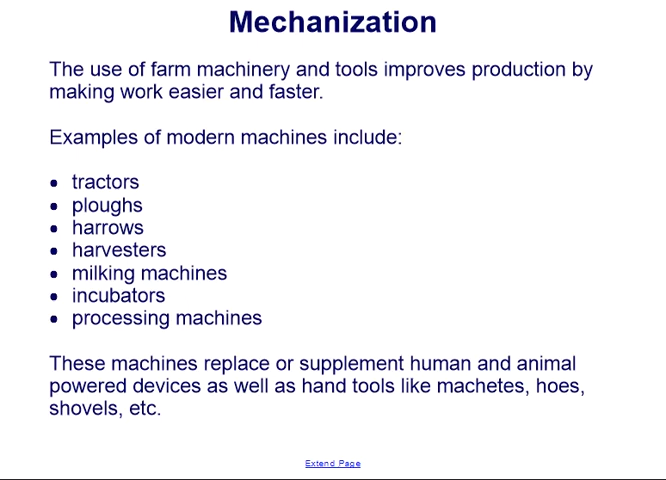 Mechanization
The use of farm machinery and tools improves production by
making work easier and faster.
Examples of modern machines include:
• tractors
• ploughs
• harrows
• harvesters
• milking machines
• incubators
• processing machines
These machines replace or supplement human and animal
powered devices as well as hand tools like machetes, hoes,
shovels, etc.
Extend Page